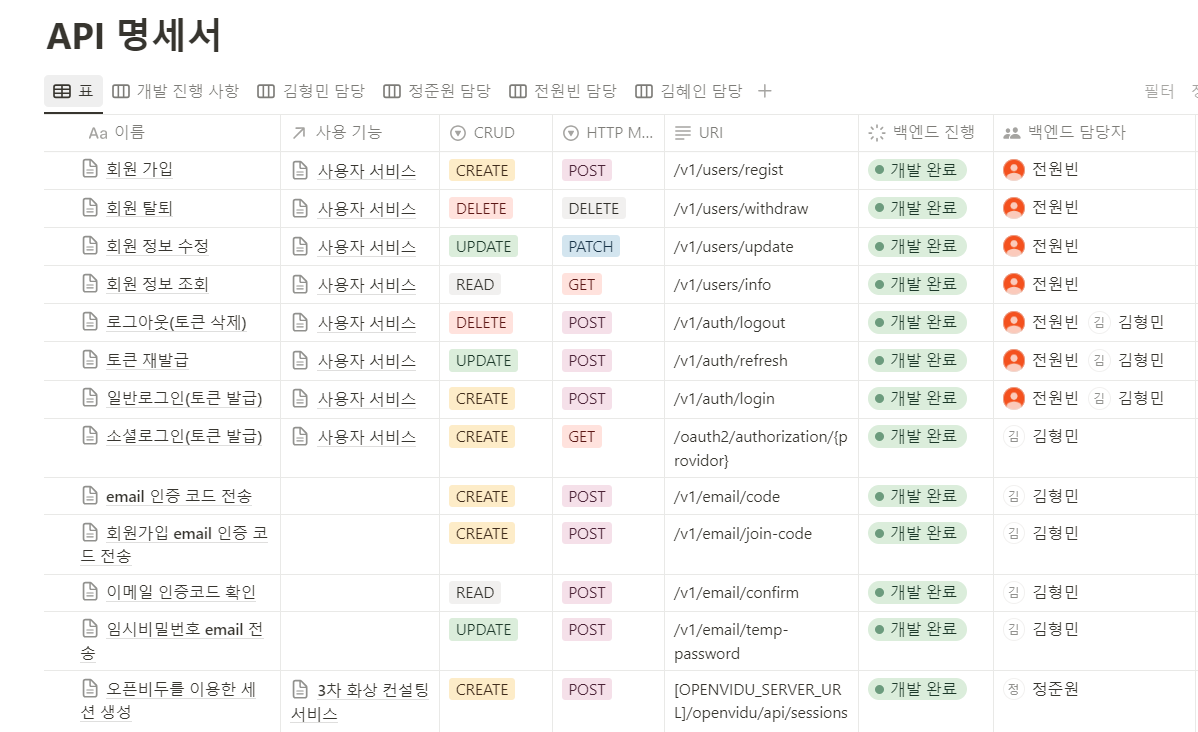 API 명세서
표 개발 진행 사항 김형민 담당 정준원 담당 전원빈 담당 김혜인 담당 필터
Aa 이름 사용 기능 CRUD HTTP M... URI 백엔드 진행 백엔드 담당자
회원 가입 사용자 서비스 CREATE POST /v1/users/regist 개발 완료 전원빈
회원 탈퇴 사용자 서비스 DELETE DELETE /v1/users/withdraw 개발 완료 전원빈
회원 정보 수정 사용자 서비스 UPDATE PATCH /v1/users/update 개발 완료 전원빈
회원 정보 조회 사용자 서비스 READ GET /v1/users/info 개발 완료 전원빈
로그아웃(토큰 삭제) 사용자 서비스 DELETE POST /v1/auth/logout 개발 완료 전원빈 김 김형민
토큰 재발급 사용자 서비스 UPDATE POST /v1/auth/refresh 개발 완료 전원빈 김 김형민
일반로그인(토큰 발급) 사용자 서비스 CREATE POST /v1/auth/login 개발 완료 전원빈 김 김형민
소셜로그인(토큰 발급) 사용자 서비스 CREATE GET /oauth2/authorization/{p 개발 완료 김 김형민
rovidor}
email 인증 코드 전송 CREATE POST /v1/email/code 개발 완료 김 김형민
회원가입 email 인증 코 CREATE POST /v1/email/join-code 개발 완료 김 김형민
드 전송
이메일 인증코드 확인 READ POST /v1/email/confirm 개발 완료 김 김형민
임시비밀번호 email 전 UPDATE POST /v1/email/temp- 개발 완료 김 김형민
송 password
오픈비두를 이용한 세 3차 화상 컨설팅 CREATE POST [OPENVIDU_SERVER_UR 개발 완료 정 정준원
션 생성 서비스 L]/openvidu/api/sessions